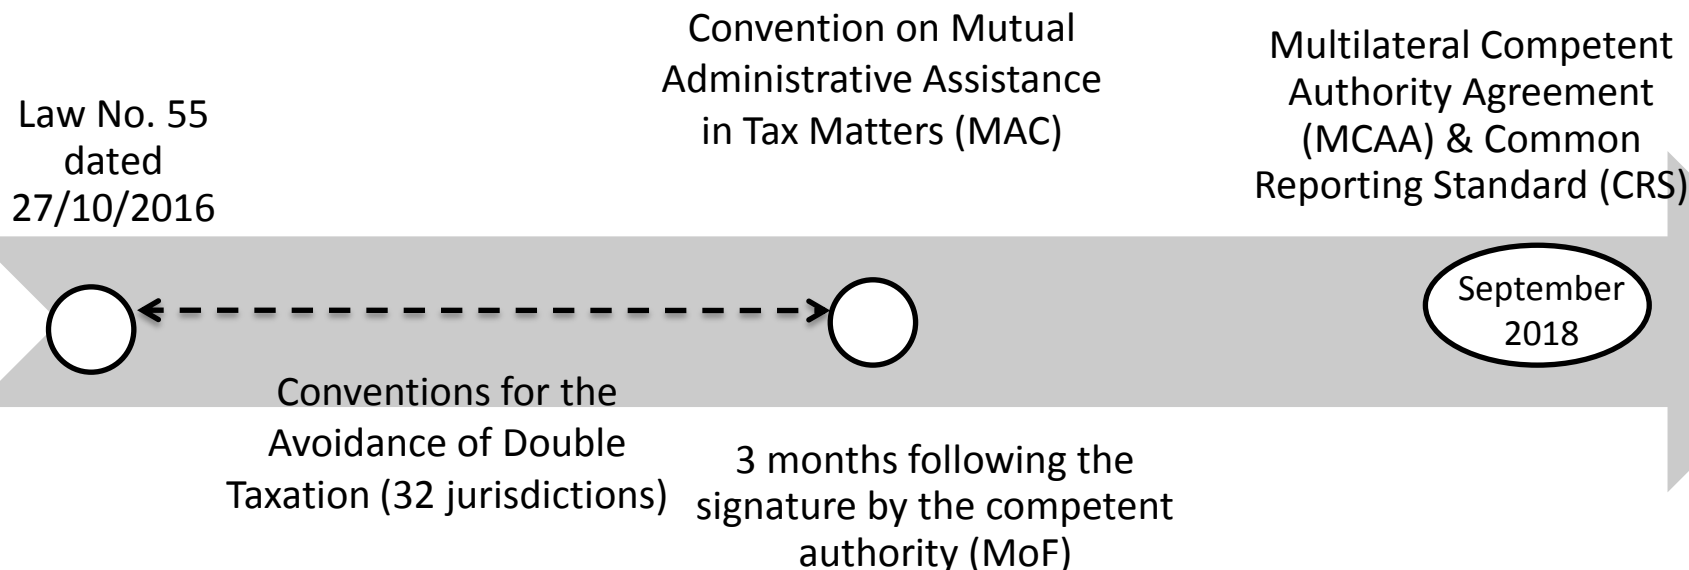 Law No. 55
dated
27/10/2016
Convention on Mutual
Administrative Assistance
in Tax Matters (MAC)
Multilateral Competent
Authority Agreement
(MCAA) & Common
Reporting Standard (CRS)
September
2018
Conventions for the
Avoidance of Double
Taxation (32 jurisdictions)
3 months following the
signature by the competent
authority (MoF)